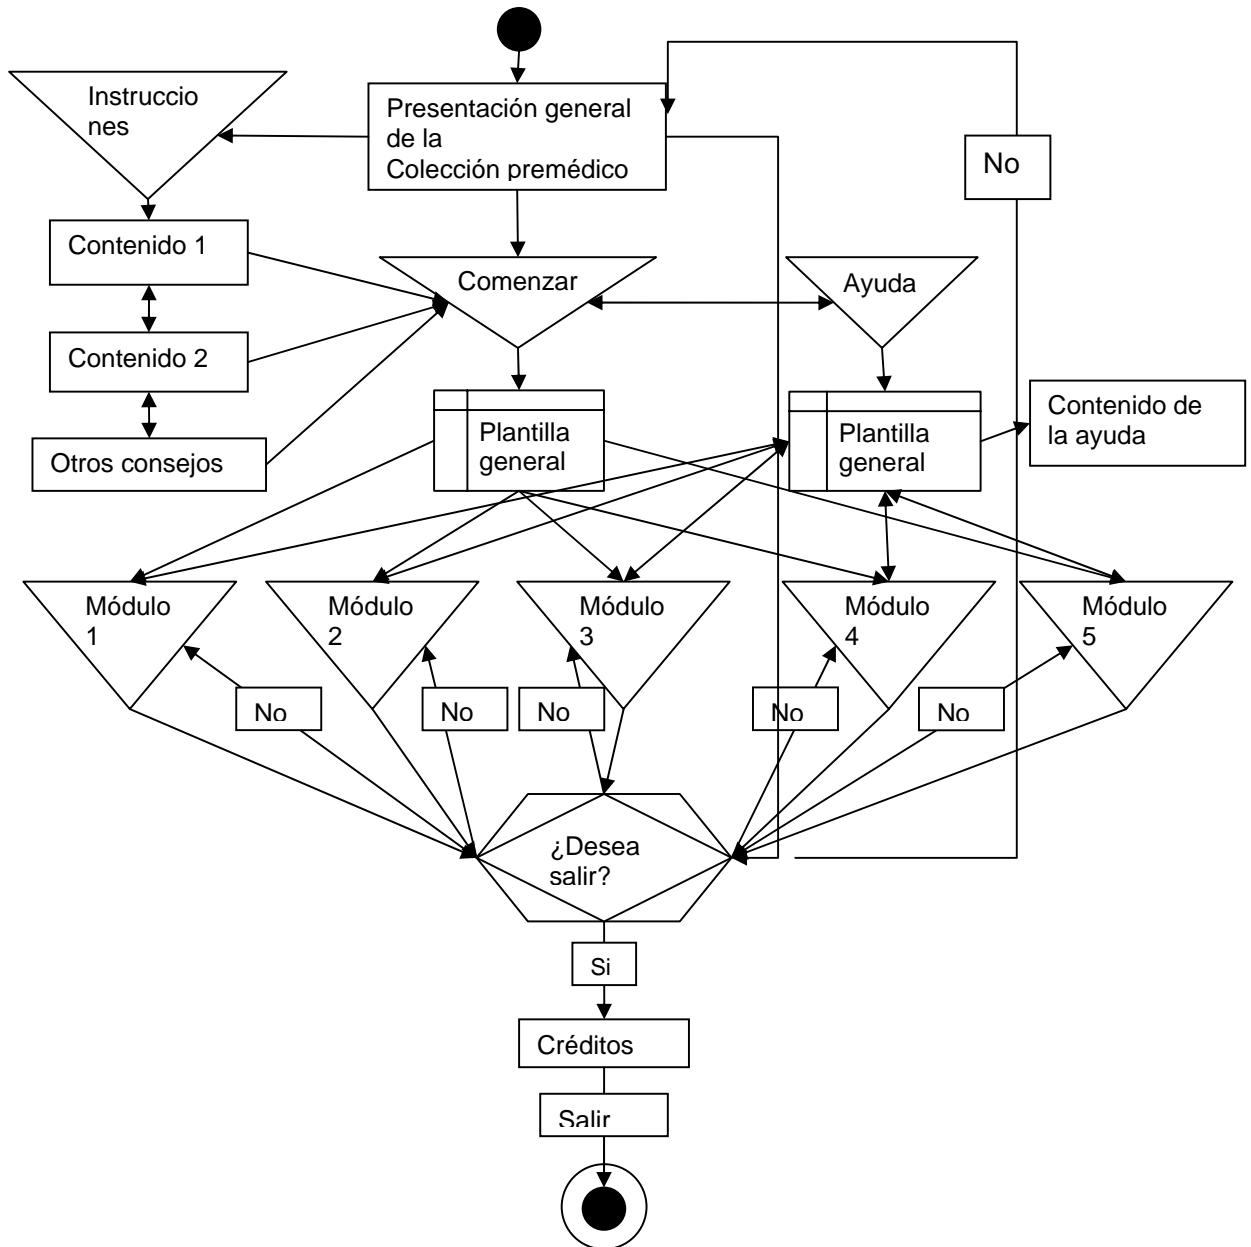 Instruccio
nes
Presentación general
de la
Colección premédico
No
Contenido 1
Comenzar
Ayuda
Contenido 2
Contenido de
la ayuda
Otros consejos
Plantilla
general
Plantilla
general
Módulo
1
Módulo
2
Módulo
3
Módulo
4
Módulo
5
No
No
No
No
No
¿Desea
salir?
Si
Créditos
Salir